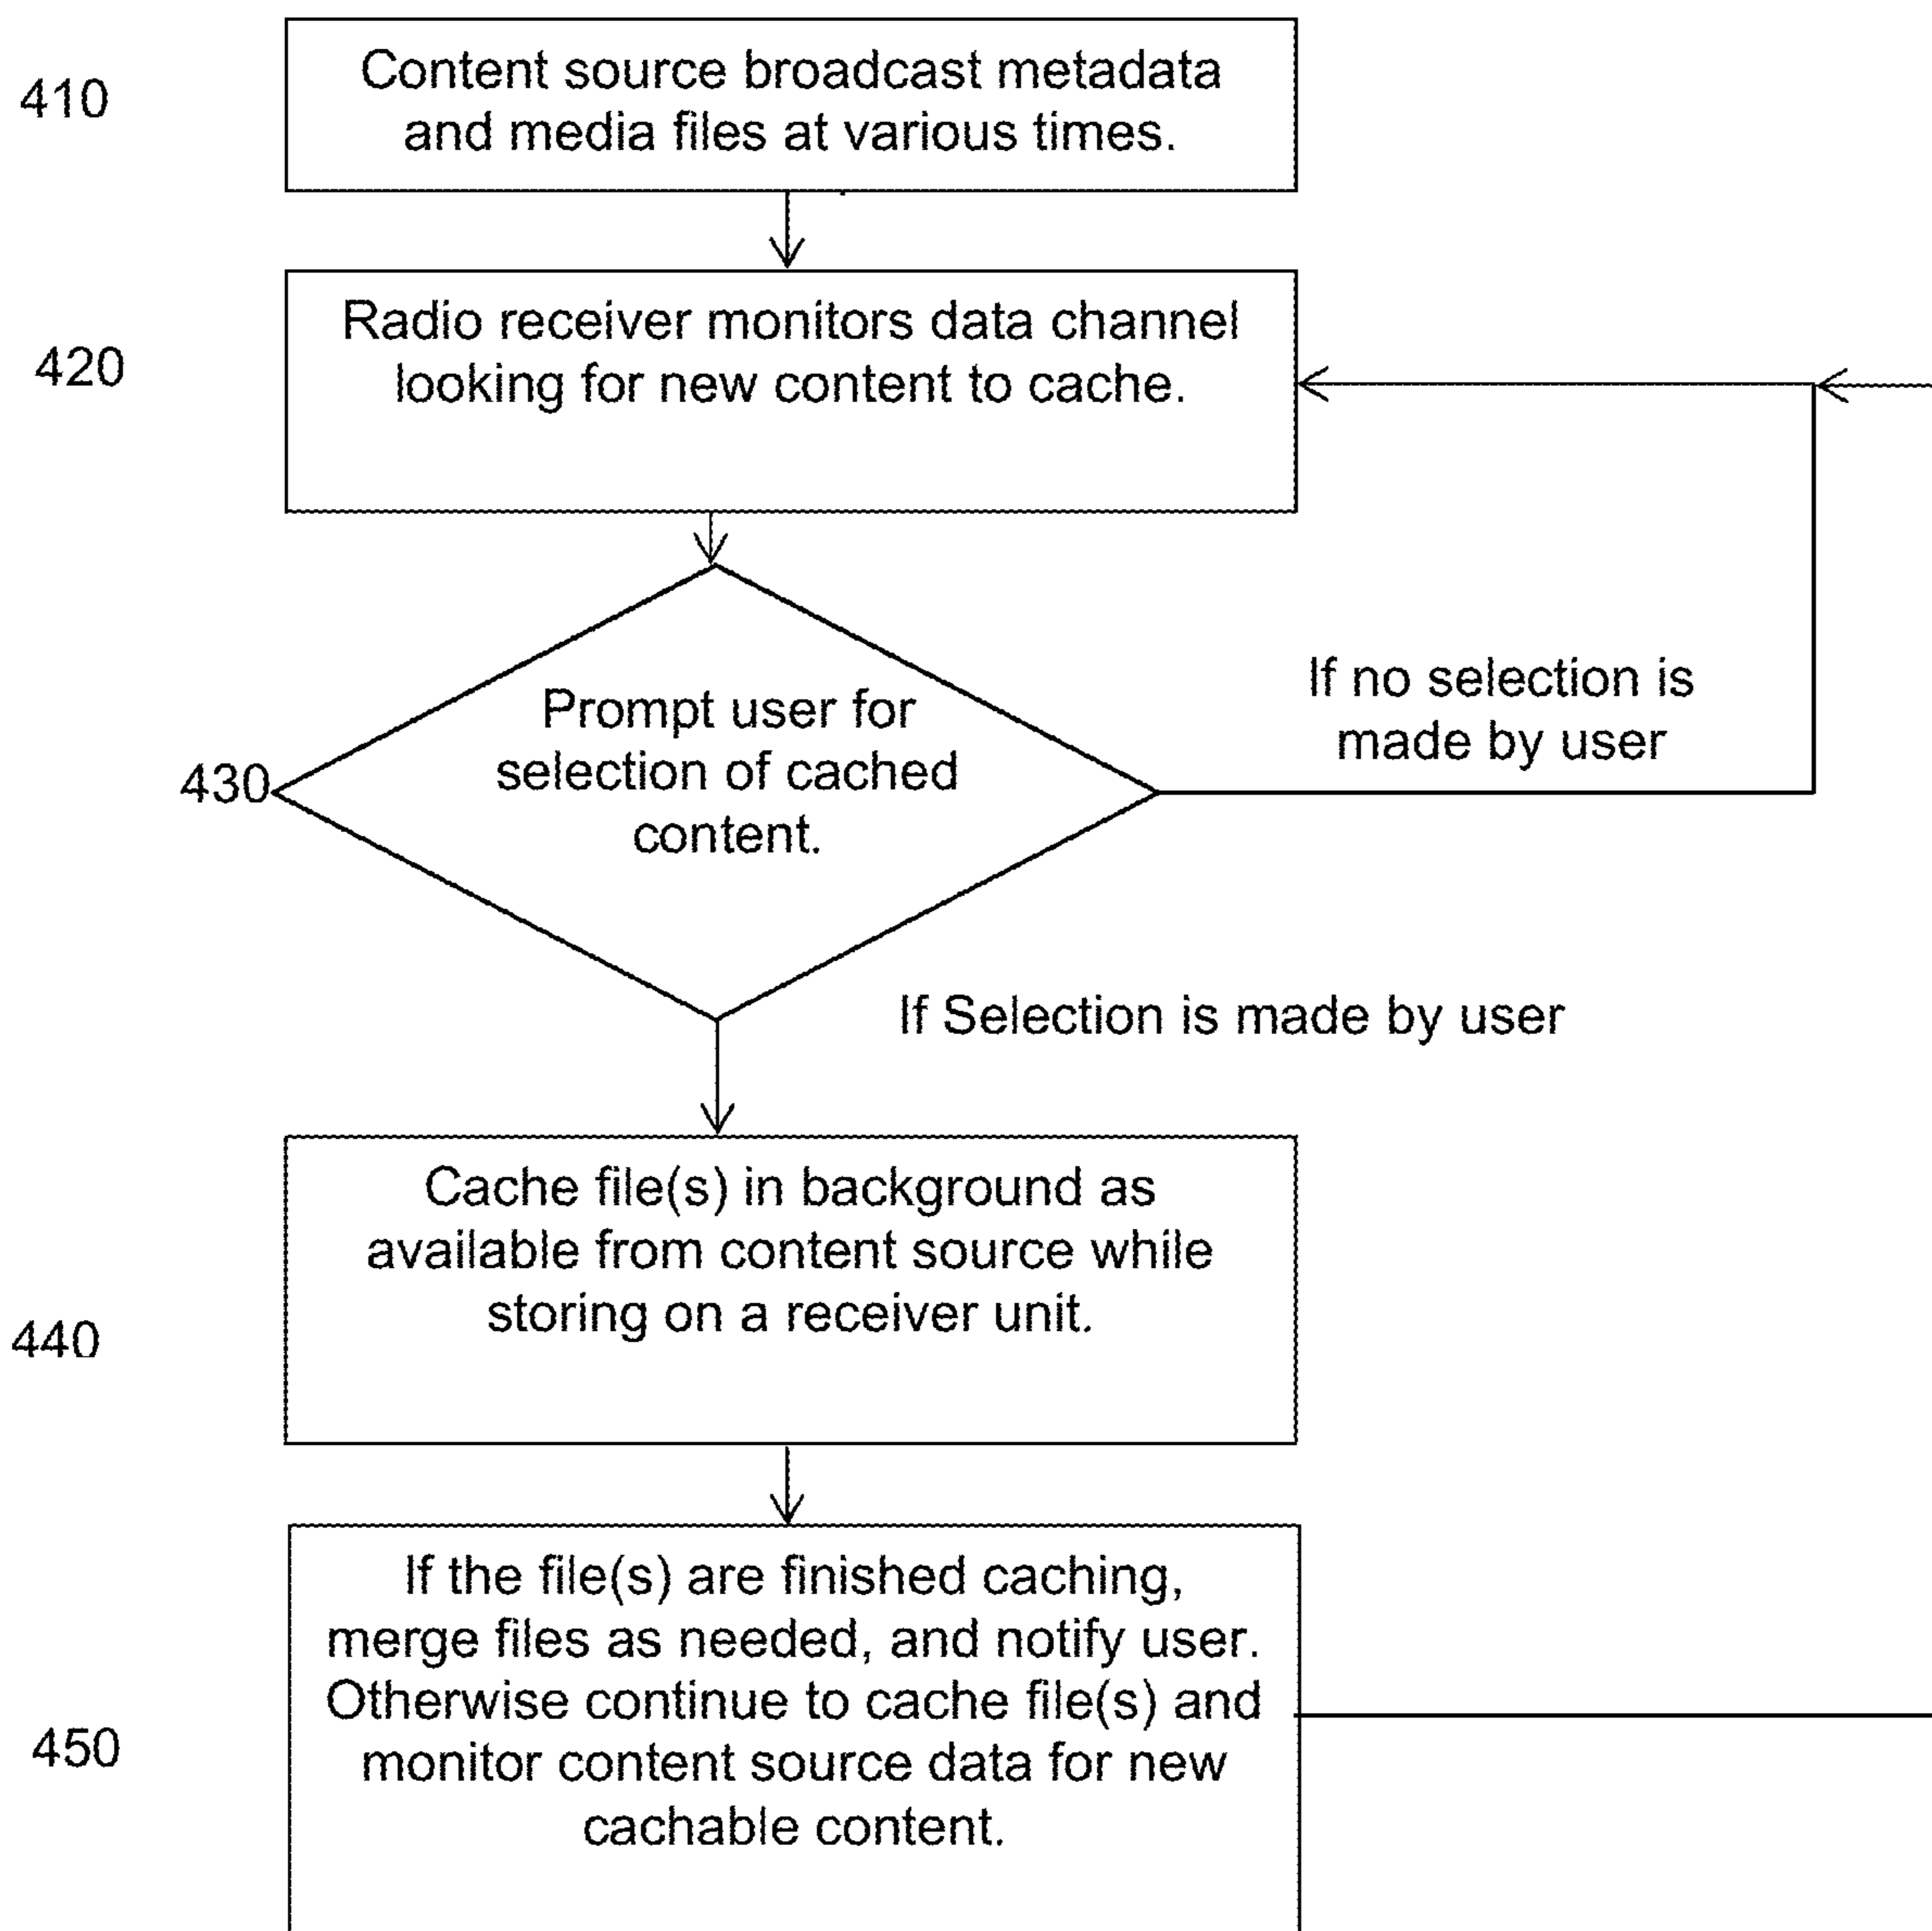 410
Content source broadcast metadata
and media files at various times.
420
Radio receiver monitors data channel
looking for new content to cache.
430
Prompt user for
selection of cached
content.
If no selection is
made by user
If Selection is made by user
440
Cache file(s) in background as
available from content source while
storing on a receiver unit.
450
If the file(s) are finished caching,
merge files as needed, and notify user.
Otherwise continue to cache file(s) and
monitor content source data for new
cachable content.